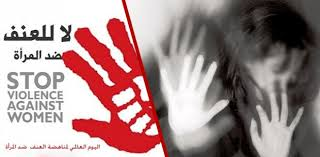 لا للعنف
ضد المرأة
STOP
VIOLENCE
AGAINST
WOMEN
اليوم العالمي لمناهضة العنف ضد المرأة